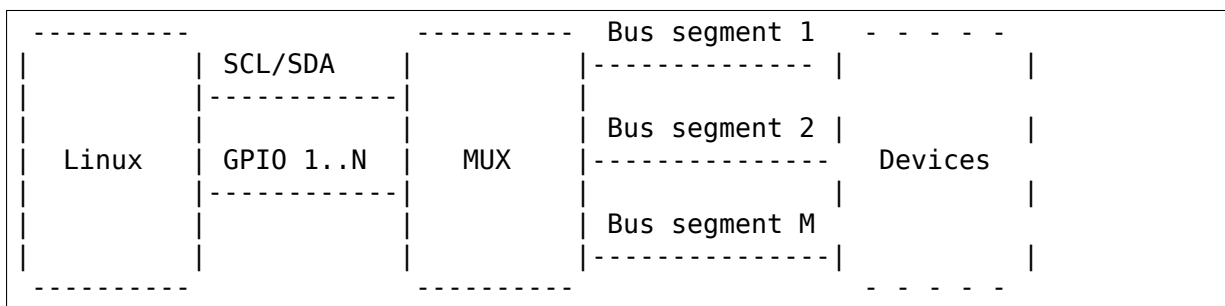 Bus segment 1
SCL/SDA
Bus segment 2
Linux GPIO 1..N MUX Devices
Bus segment M